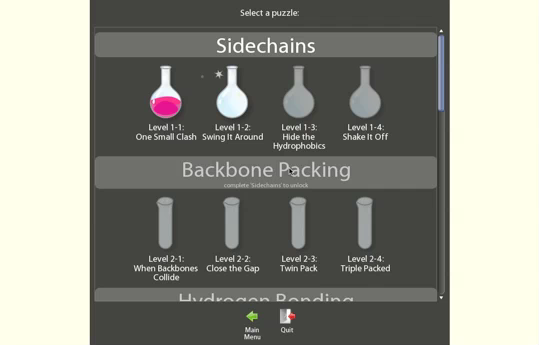 Select a puzzle:
Sidechains
Level 1-1:
One Small Clash
Level 1-2:
Swing It Around
Level 1-3:
Hide the
Hydrophobics
Level 1-4:
Shake It Off
Backbone Packing
complete 'Sidechains' to unlock
Level 2-1:
When Backbones
Collide
Level 2-2:
Close the Gap
Level 2-3:
Twin Pack
Level 2-4:
Triple Packed
Hydrogen Bonding
Main
Menu
Quit